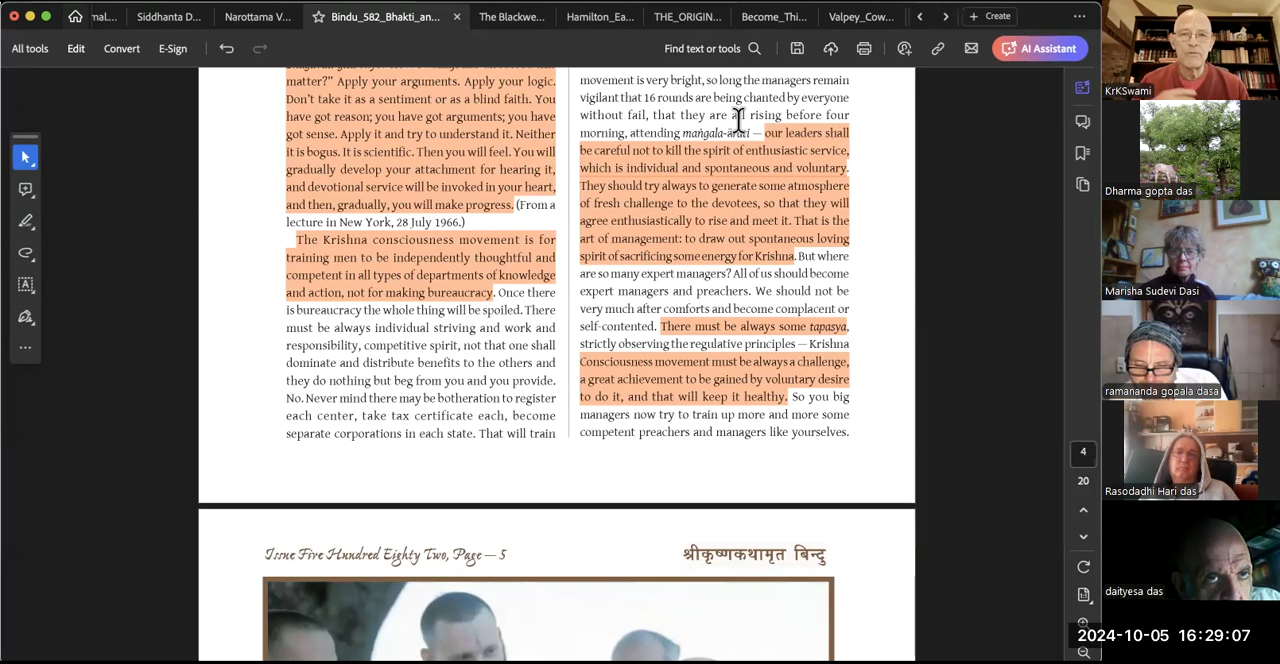 mal...
Siddhanta D...
Narottama V...
Bindu_582_Bhakti_an...
The Blackwe...
Hamilton_Ea...
THE_ORIGIN...
Become_Thi...
Valpey_Cow...
Create
All tools
Edit
Convert
E-Sign
Find text or tools
AI Assistant
matter?” Apply your arguments. Apply your logic.
Don’t take it as a sentiment or as a blind faith. You
have got reason; you have got arguments; you have
got sense. Apply it and try to understand it. Neither
it is bogus. It is scientific. Then you will feel. You will
gradually develop your attachment for hearing it,
and devotional service will be invoked in your heart,
and then, gradually, you will make progress. (From a
lecture in New York, 28 July 1966.)
The Krishna consciousness movement is for
training men to be independently thoughtful and
competent in all types of departments of knowledge
and action, not for making bureaucracy. Once there
is bureaucracy the whole thing will be spoiled. There
must be always individual striving and work and
responsibility, competitive spirit, not that one shall
dominate and distribute benefits to the others and
they do nothing but beg from you and you provide.
No. Never mind there may be botheration to register
each center, take tax certificate each, become
separate corporations in each state. That will train
movement is very bright, so long the managers remain
vigilant that 16 rounds are being chanted by everyone
without fail, that they are all rising before four
morning, attending maṅgala-ārati — our leaders shall
be careful not to kill the spirit of enthusiastic service,
which is individual and spontaneous and voluntary.
They should try always to generate some atmosphere
of fresh challenge to the devotees, so that they will
agree enthusiastically to rise and meet it. That is the
art of management: to draw out spontaneous loving
spirit of sacrificing some energy for Krishna. But where
are so many expert managers? All of us should become
expert managers and preachers. We should not be
very much after comforts and become complacent or
self-contented. There must be always some tapasya,
strictly observing the regulative principles — Krishna
Consciousness movement must be always a challenge,
a great achievement to be gained by voluntary desire
to do it, and that will keep it healthy. So you big
managers now try to train up more and more some
competent preachers and managers like yourselves.
4
20
Issue Five Hundred Eighty Two, Page — 5
श्रीकृष्णकथामृत बिन्दु
KrKSwami
Dharma gopta das
Marisha Sudevi Dasi
ramananda gopala dasa
Rasodadhi Hari das
daityesa das
2024-10-05 16:29:07